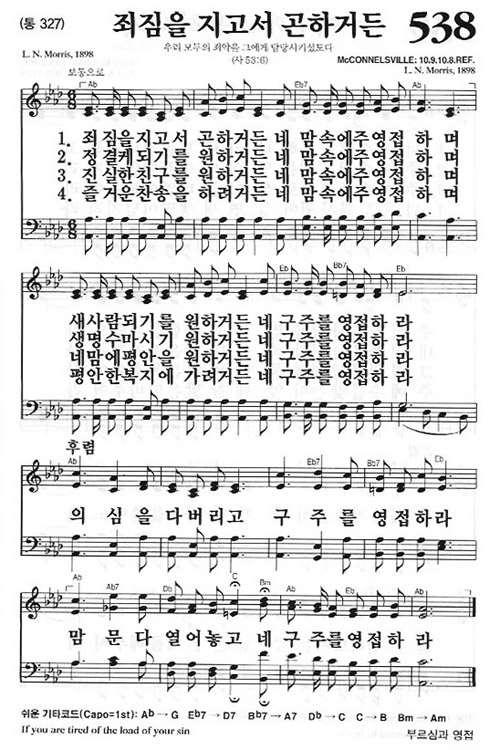 (통 327) 죄짐을 지고서 곤하거든 538
우리 모두의 죄악을 그에게 담당시키셨도다
L. N. Morris, 1898 (사 53:6) McCONNELSVILLE: 10.9.10.8.REF.
L. N. Morris, 1898
보통으로
Ab Db Ab Eb7 Ab
1. 죄 짐을지고서 곤하거든 네 맘속에주영접 하 며
2. 정 결케되기를 원하거든 네 맘속에주영접 하 며
3. 진 실한친구를 원하거든 네 맘속에주영접 하 며
4. 즐 거운찬송을 하려거든 네 맘속에주영접 하 며
Db Ab Eb Bb7 Eb
새사람되기를 원하거든 네 구주를영접하 라
생명수마시기 원하거든 네 구주를영접하 라
네맘에평안을 원하거든 네 구주를영접하 라
평안한복지에 가려거든 네 구주를영접하 라
후렴
Ab Eb7 Ab Bb7 Eb
의 심 을다버리고 구 주 를 영접하라
Ab Ab7 Db C Bm Ab Eb7 Ab
맘 문 다 열어놓고 네구 주를영접하 라
쉬운 기타코드(Capo=1st): Ab → G Eb7 → D7 Bb7 → A7 Db → C C → B Bm → Am
If you are tired of the load of your sin 부르심과 영접